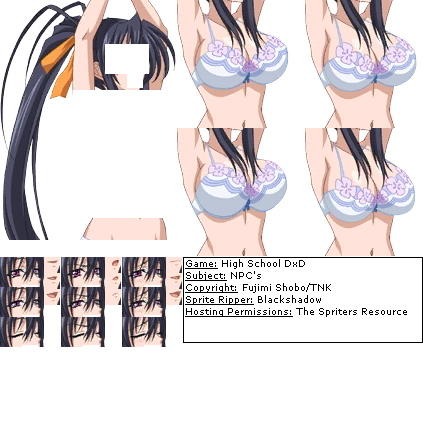 Game: High School DxD
Subject: NPC's
Copyright: Fujimi Shobo/TNK
Sprite Ripper: Blackshadow
Hosting Permissions: The Spriters Resource